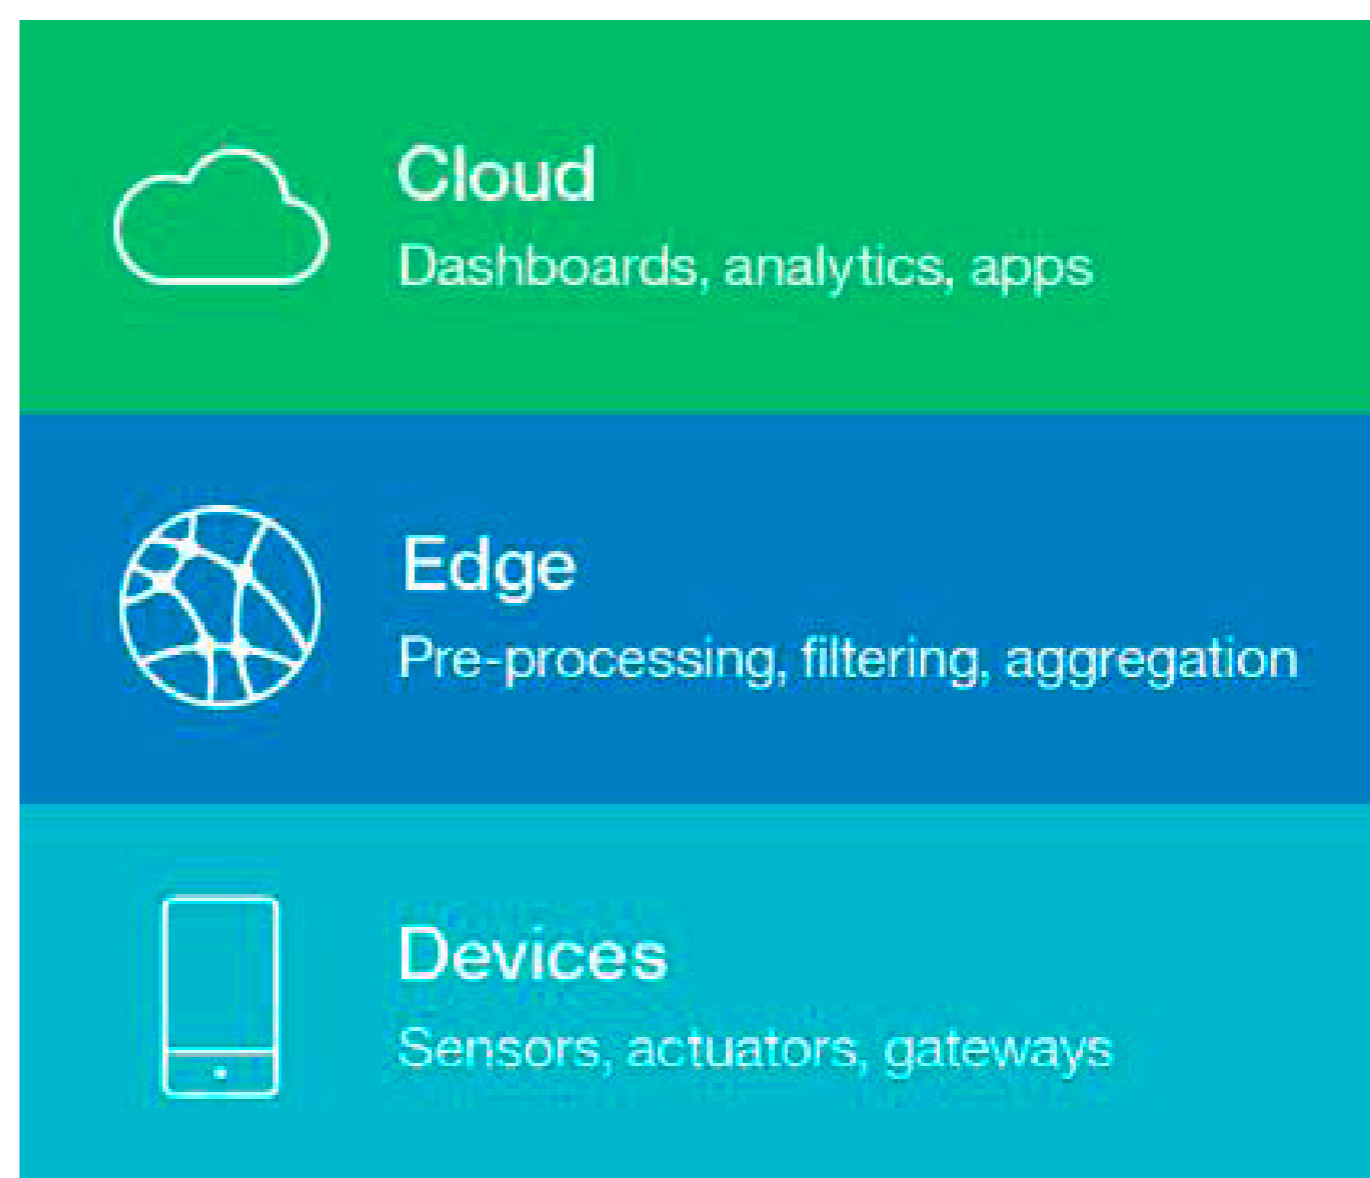 Cloud
Dashboards, analytics, apps
Edge
Pre-processing, filtering, aggregation
Devices
Sensors, actuators, gateways